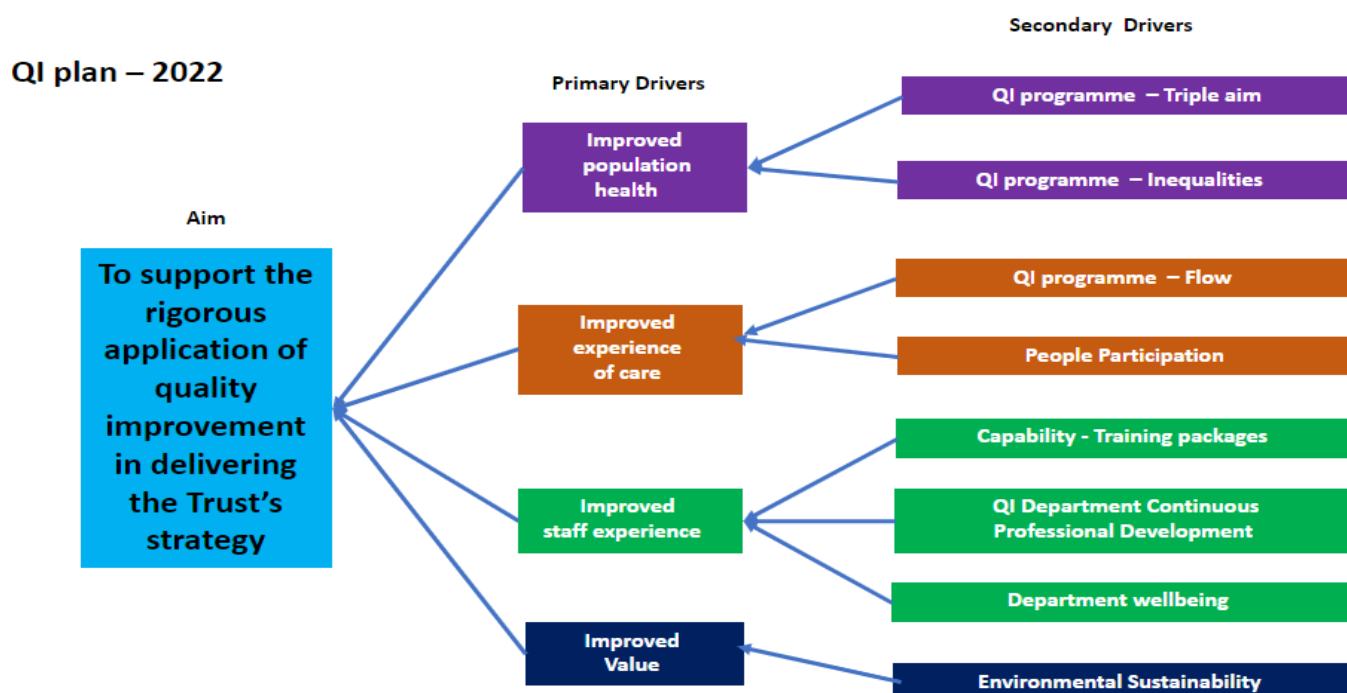 Secondary Drivers
QI plan – 2022
Primary Drivers
QI programme – Triple aim
Improved
population
health
QI programme – Inequalities
Aim
To support the
rigorous
application of
quality
improvement
in delivering
the Trust's
strategy
QI programme – Flow
Improved
experience
of care
People Participation
Capability - Training packages
Improved
staff experience
QI Department Continuous
Professional Development
Department wellbeing
Improved
Value
Environmental Sustainability